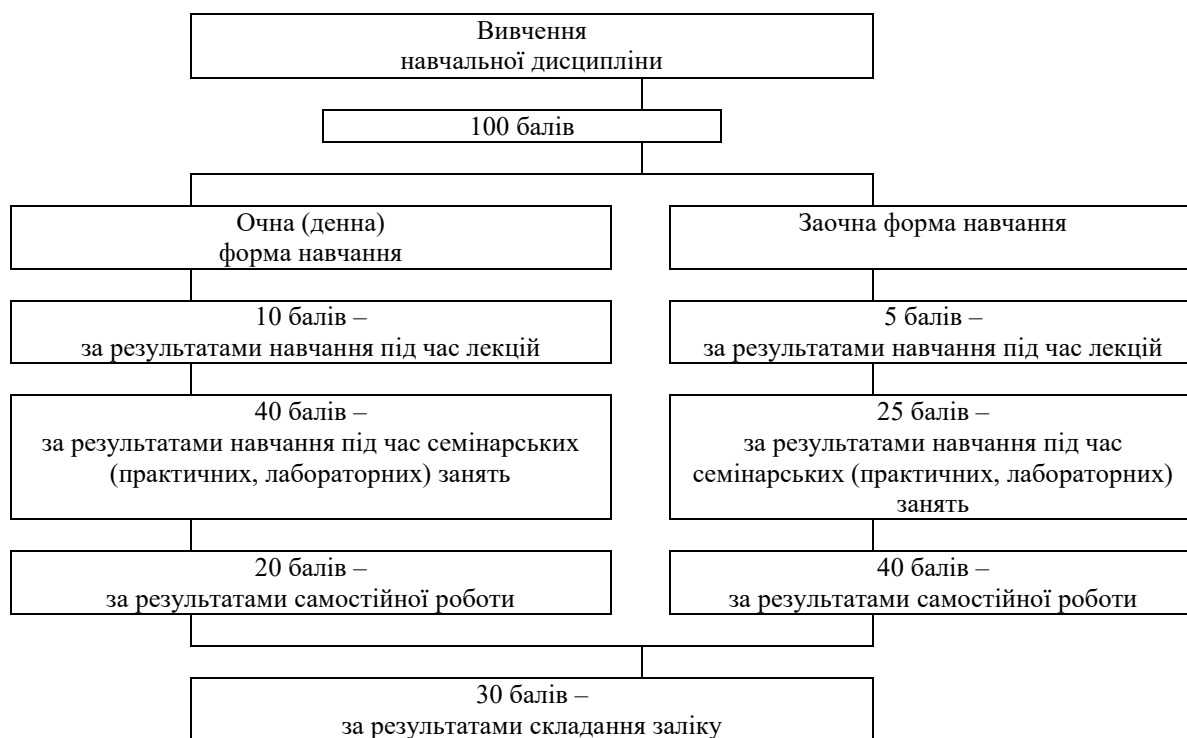 Вивчення
навчальної дисципліни
100 балів
Очна (денна)
форма навчання
Заочна форма навчання
10 балів –
за результатами навчання під час лекцій
5 балів –
за результатами навчання під час лекцій
40 балів –
за результатами навчання під час семінарських
(практичних, лабораторних) занять
25 балів –
за результатами навчання під час
семінарських (практичних, лабораторних)
занять
20 балів –
за результатами самостійної роботи
40 балів –
за результатами самостійної роботи
30 балів –
за результатами складання заліку